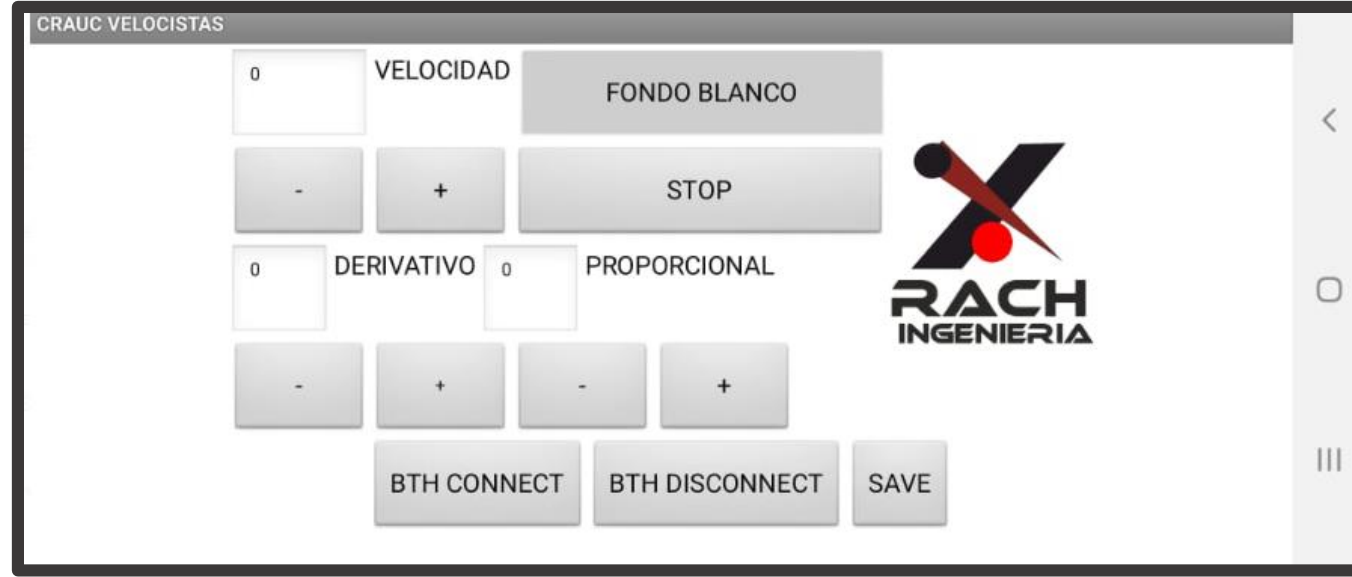 CRAUC VELOCISTAS
0 VELOCIDAD FONDO BLANCO
- + STOP
0 DERIVATIVO 0 PROPORCIONAL
RACH
INGENIERIA
- + - +
BTH CONNECT BTH DISCONNECT SAVE